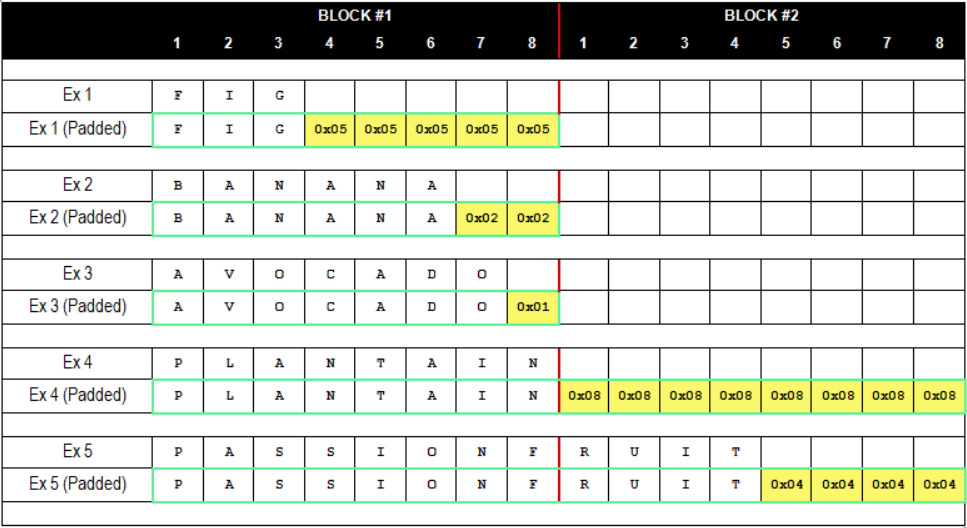 BLOCK #1 BLOCK #2
1 2 3 4 5 6 7 8 1 2 3 4 5 6 7 8
Ex 1 F I G
Ex 1 (Padded) F I G 0x05 0x05 0x05 0x05 0x05
Ex 2 B A N A N A
Ex 2 (Padded) B A N A N A 0x02 0x02
Ex 3 A V O C A D O
Ex 3 (Padded) A V O C A D O 0x01
Ex 4 P L A N T A I N
Ex 4 (Padded) P L A N T A I N 0x08 0x08 0x08 0x08 0x08 0x08 0x08 0x08
Ex 5 P A S S I O N F R U I T
Ex 5 (Padded) P A S S I O N F R U I T 0x04 0x04 0x04 0x04